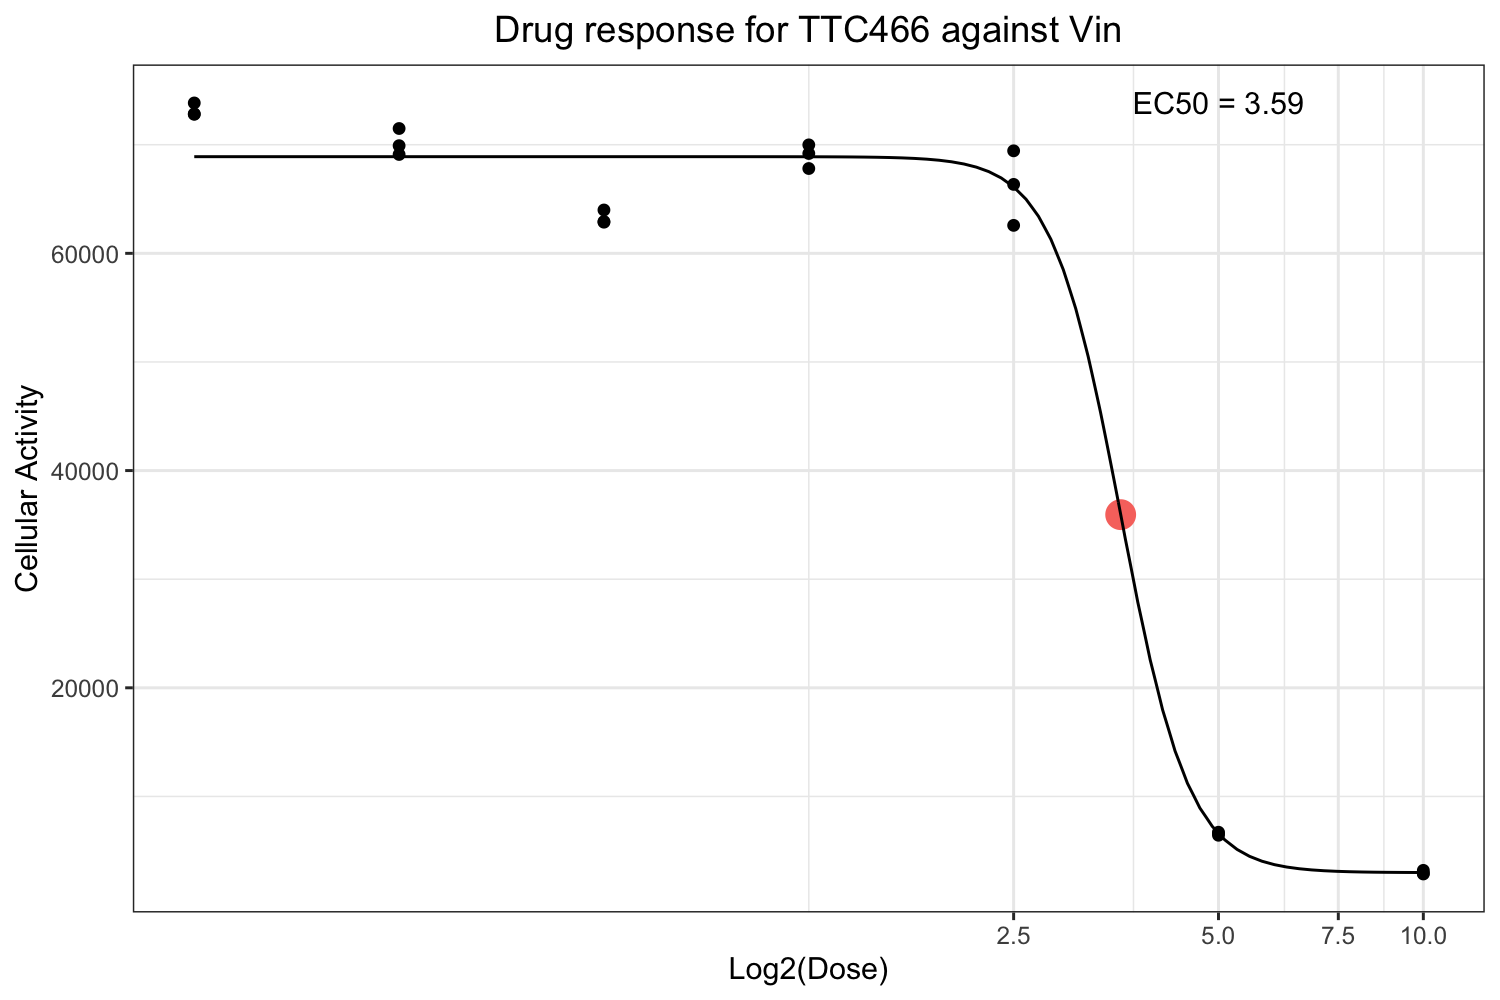 Drug response for TTC466 against Vin
EC50 = 3.59
60000
40000
20000
Cellular Activity
2.5
5.0
7.5
10.0
Log2(Dose)